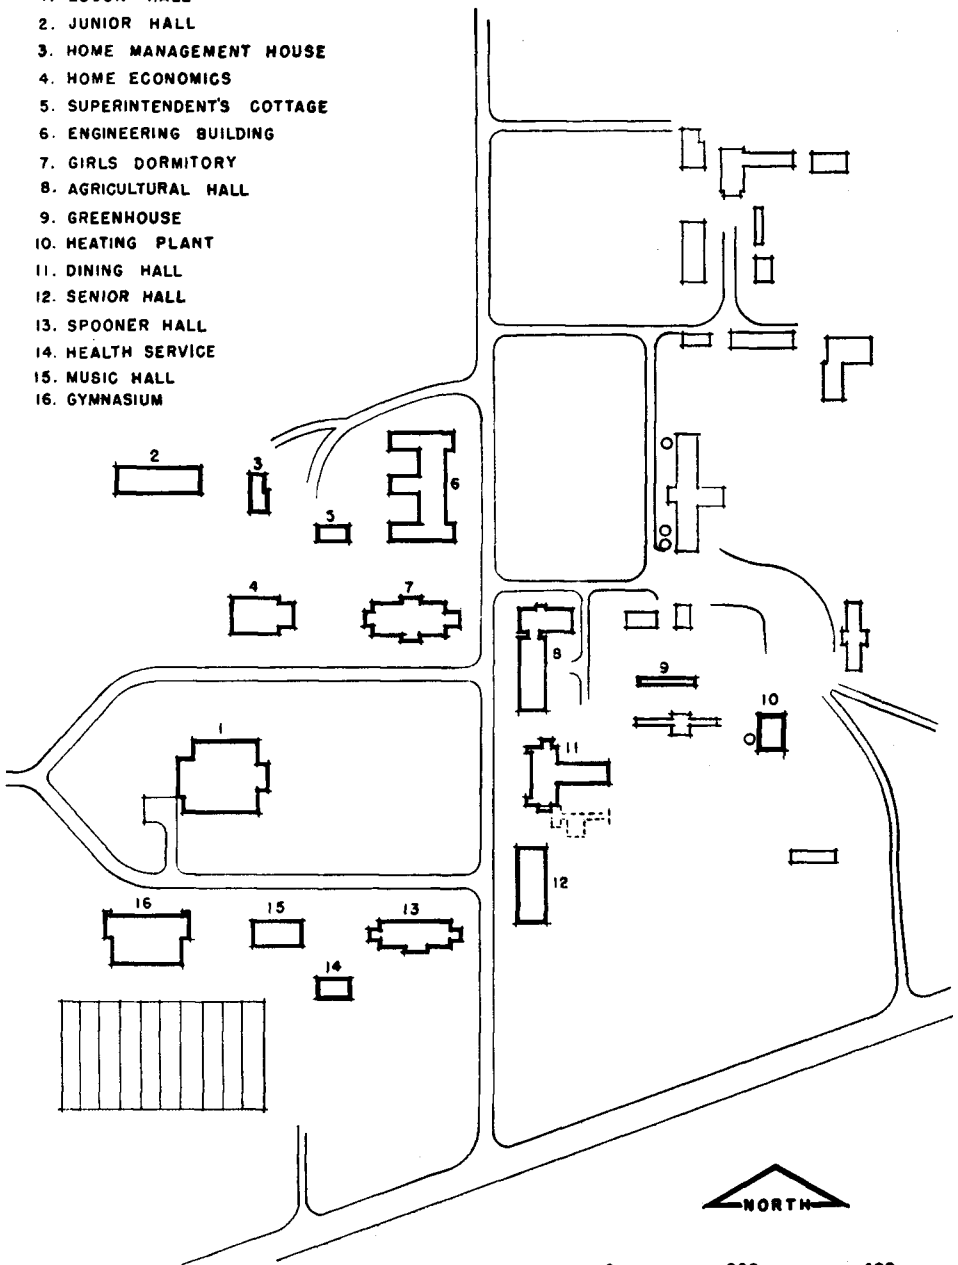 2. JUNIOR HALL
3. HOME MANAGEMENT HOUSE
4. HOME ECONOMICS
5. SUPERINTENDENT'S COTTAGE
6. ENGINEERING BUILDING
7. GIRLS DORMITORY
8. AGRICULTURAL HALL
9. GREENHOUSE
10. HEATING PLANT
11. DINING HALL
12. SENIOR HALL
13. SPOONER HALL
14. HEALTH SERVICE
15. MUSIC HALL
16. GYMNASIUM
2
3
6
5
4
7
8
9
10
1
11
12
16
15
13
14
NORTH